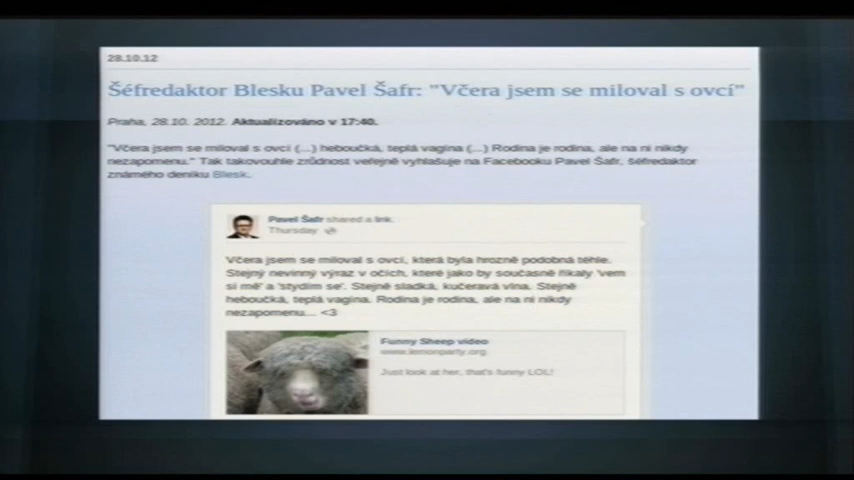 28.10.12
Šéfredaktor Blesku Pavel Šafr: "Včera jsem se miloval s ovcí"
Praha, 28.10. 2012. Aktualizováno v 17:40.
"Včera jsem se miloval s ovcí (...) heboučká, teplá vagína (...) Rodina je rodina, ale na ni nikdy
nezapomenu." Tak takovouhle zrůdnost veřejně vyhlašuje na Facebooku Pavel Šafr, šéfredaktor
známého deníku Blesk.
Pavel Šafr shared a link.
Thursday
Včera jsem se miloval s ovcí, která byla hrozně podobná téhle.
Stejný nevinný výraz v očích, které jako by současně říkaly 'vem
si mě' a 'stydím se'. Stejně sladká, kučeravá vlna. Stejně
heboučká, teplá vagína. Rodina je rodina, ale na ni nikdy
nezapomenu... <3
Funny Sheep video
www.lemonparty.org
Just look at her, that's funny LOL!